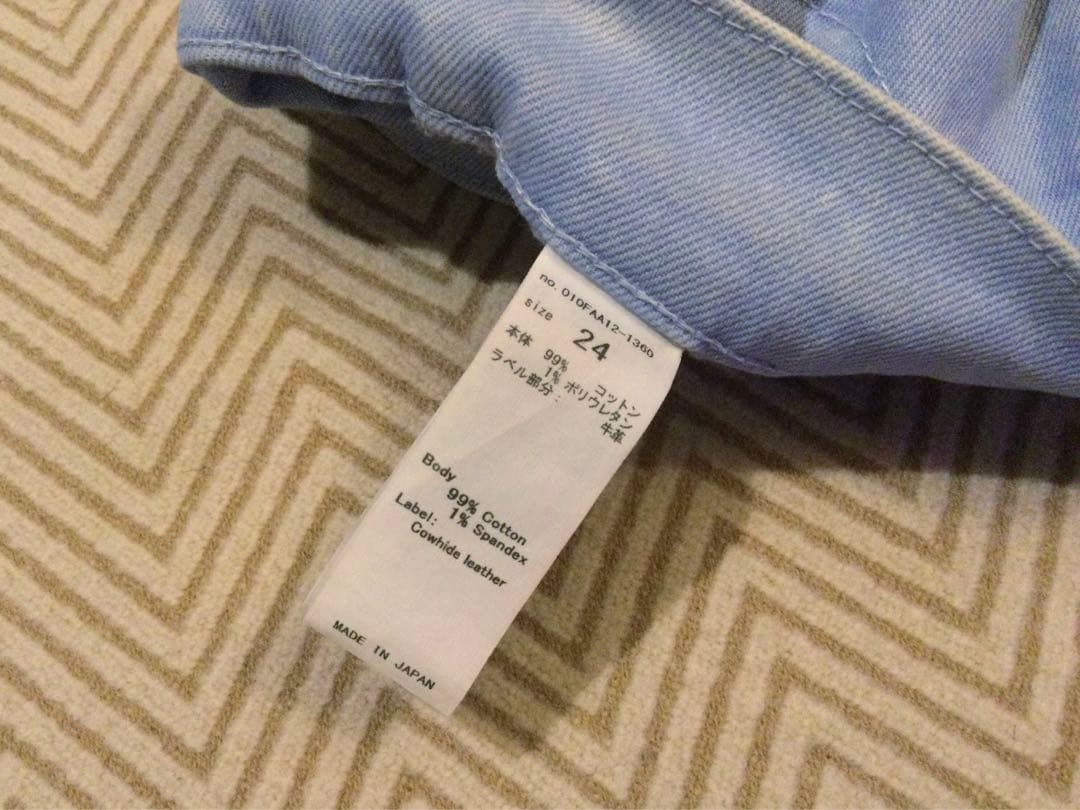 no. 010FAA12-1360
size 24
本体 99% コットン
1% ポリウレタン
ラベル部分: 牛革
Body
99% Cotton
1% Spandex
Label:
Cowhide leather
MADE IN JAPAN